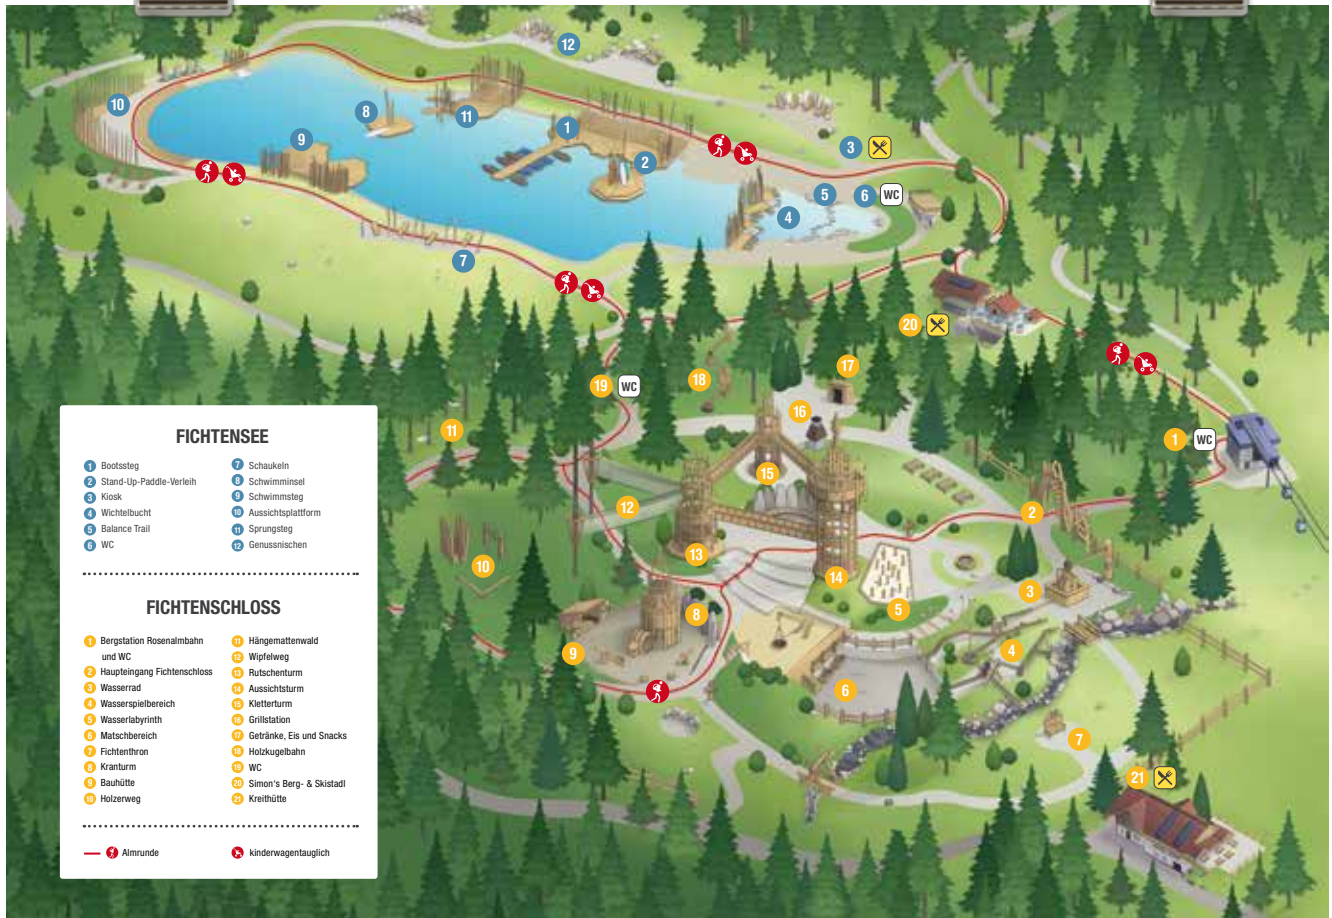 12
10
8
11
1
9
2
3
5
6 WC
4
7
20
17
19 WC
18
16
11
1 WC
15
12
2
13
10
14
3
5
8
9
4
6
7
21
FICHTENSEE
1 Bootssteg
2 Stand-Up-Paddle-Verleih
3 Kiosk
4 Wichtelbucht
5 Balance Trail
6 WC
7 Schaukeln
8 Schwimminsel
9 Schwimmsteg
10 Aussichtsplattform
11 Sprungsteg
12 Genussnischen
FICHTENSCHLOSS
1 Bergstation Rosenalmbahn
und WC
2 Haupteingang Fichtenschloss
3 Wasserrad
4 Wasserspielbereich
5 Wasserlabyrinth
6 Matschbereich
7 Fichtenthron
8 Kranturm
9 Bauhütte
10 Holzerweg
11 Hängemattenwald
12 Wipfelweg
13 Rutschenturm
14 Aussichtsturm
15 Kletterturm
16 Grillstation
17 Getränke, Eis und Snacks
18 Holzkugelbahn
19 WC
20 Simon's Berg- & Skistadl
21 Kreithütte
Almrunde
kinderwagentauglich